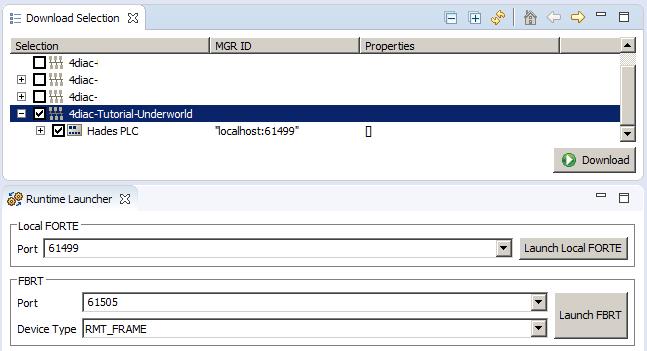 Download Selection
Selection MGR ID Properties
4diac-
4diac-
4diac-
4diac-Tutorial-Underworld
Hades PLC "localhost:61499" []
Download
Runtime Launcher
Local FORTE
Port 61499 Launch Local FORTE
FBRT
Port 61505
Launch FBRT
Device Type RMT_FRAME